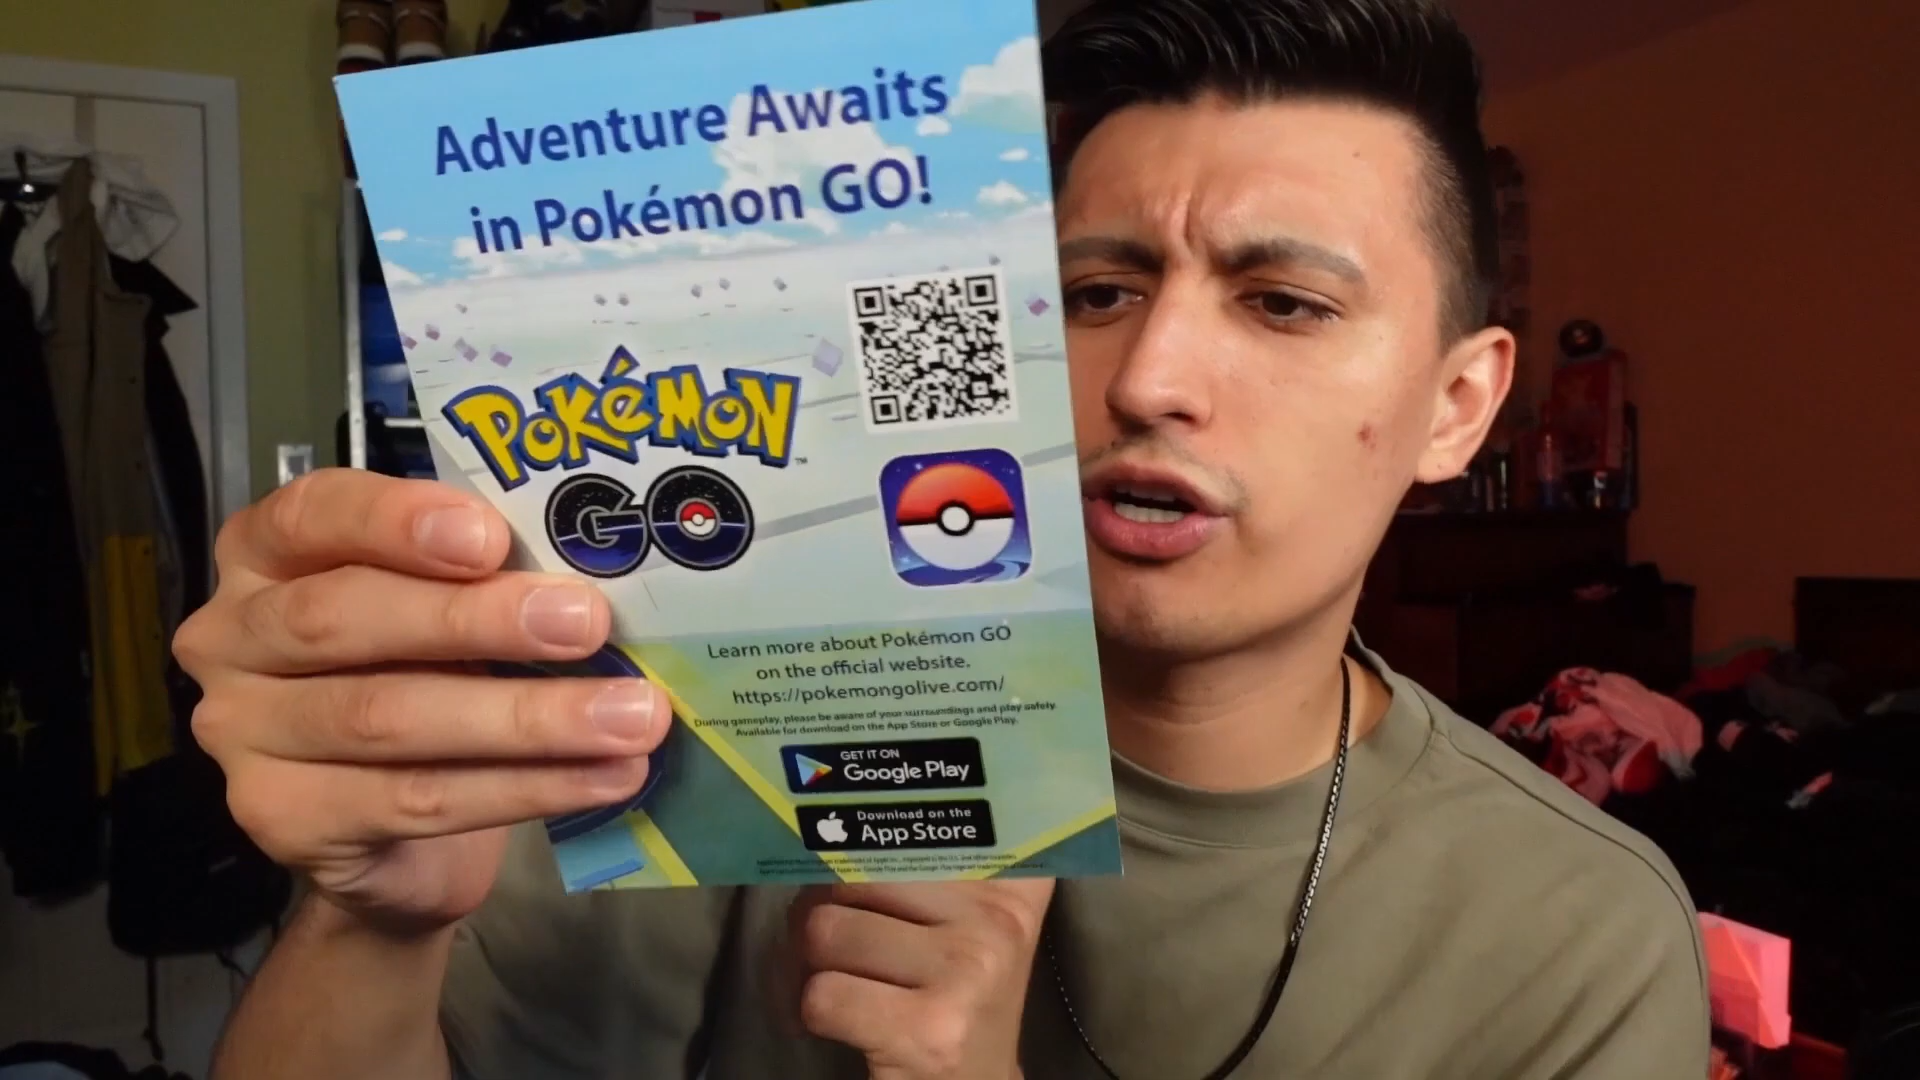 Adventure Awaits
in Pokémon GO!
POKéMON™
GO
Learn more about Pokémon GO
on the official website.
https://pokemongolive.com/
During gameplay, please be aware of your surroundings and play safely.
Available for download on the App Store or Google Play.
GET IT ON
Google Play
Download on the
App Store